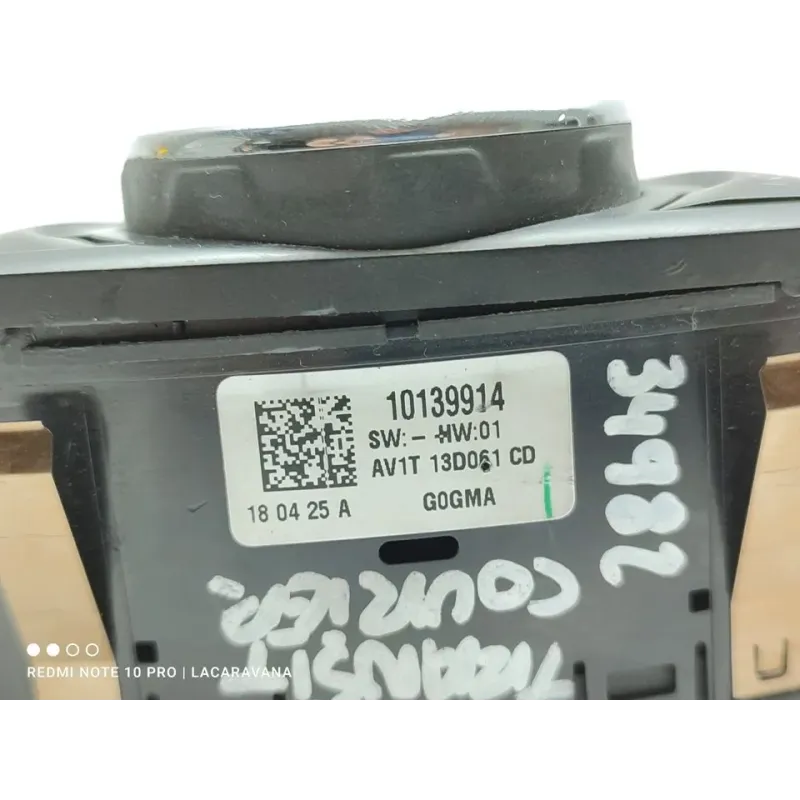 10139914
SW:- HW:01
AV1T 13D061 CD
18 04 25 A
G0GMA
34982
TRANSIT
COURIER
REDMI NOTE 10 PRO | LACARAVANA